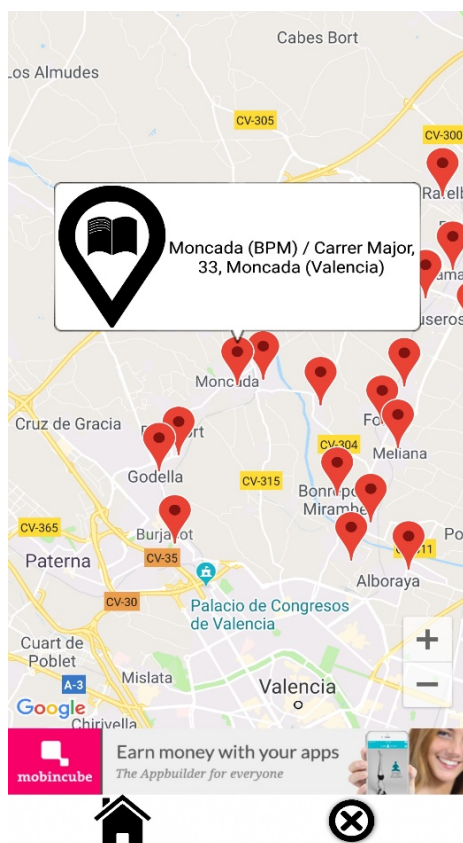 Cabes Bort
Los Almudes
CV-305
CV-300
Moncada (BPM) / Carrer Major,
33, Moncada (Valencia)
Moncada
Cruz de Gracia
Meliana
CV-304
Godella
CV-315
CV-365
CV-35
Paterna
Alboraya
CV-30
Palacio de Congresos
de Valencia
Cuart de
Poblet
Mislata
A-3
Valencia
Google
Chirivella
+
−
mobincube
Earn money with your apps
The Appbuilder for everyone